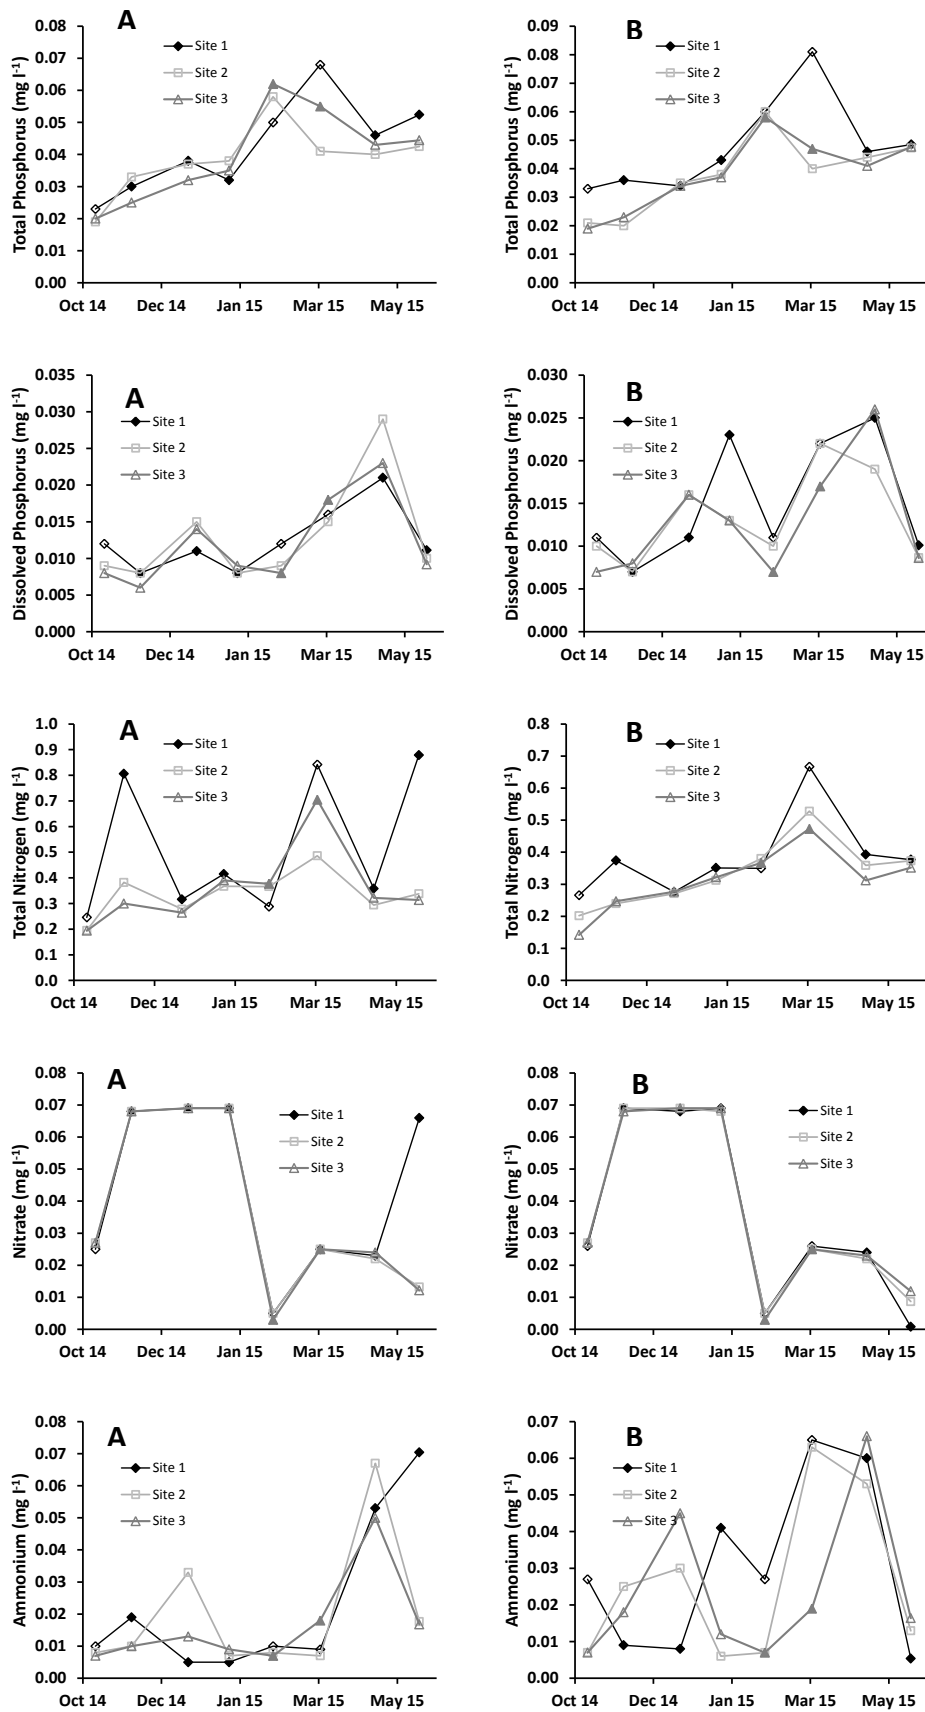 A
Total Phosphorus (mg l-1)
0.08
0.07
0.06
0.05
0.04
0.03
0.02
0.01
0.00
Site 1
Site 2
Site 3
Oct 14 Dec 14 Jan 15 Mar 15 May 15
B
Total Phosphorus (mg l-1)
0.09
0.08
0.07
0.06
0.05
0.04
0.03
0.02
0.01
0.00
Site 1
Site 2
Site 3
Oct 14 Dec 14 Jan 15 Mar 15 May 15
A
Dissolved Phosphorus (mg l-1)
0.035
0.030
0.025
0.020
0.015
0.010
0.005
0.000
Site 1
Site 2
Site 3
Oct 14 Dec 14 Jan 15 Mar 15 May 15
B
Dissolved Phosphorus (mg l-1)
0.030
0.025
0.020
0.015
0.010
0.005
0.000
Site 1
Site 2
Site 3
Oct 14 Dec 14 Jan 15 Mar 15 May 15
A
Total Nitrogen (mg l-1)
1.0
0.9
0.8
0.7
0.6
0.5
0.4
0.3
0.2
0.1
0.0
Site 1
Site 2
Site 3
Oct 14 Dec 14 Jan 15 Mar 15 May 15
B
Total Nitrogen (mg l-1)
0.8
0.7
0.6
0.5
0.4
0.3
0.2
0.1
0.0
Site 1
Site 2
Site 3
Oct 14 Dec 14 Jan 15 Mar 15 May 15
A
Nitrate (mg l-1)
0.08
0.07
0.06
0.05
0.04
0.03
0.02
0.01
0.00
Site 1
Site 2
Site 3
Oct 14 Dec 14 Jan 15 Mar 15 May 15
B
Nitrate (mg l-1)
0.08
0.07
0.06
0.05
0.04
0.03
0.02
0.01
0.00
Site 1
Site 2
Site 3
Oct 14 Dec 14 Jan 15 Mar 15 May 15
A
Ammonium (mg l-1)
0.08
0.07
0.06
0.05
0.04
0.03
0.02
0.01
0.00
Site 1
Site 2
Site 3
Oct 14 Dec 14 Jan 15 Mar 15 May 15
B
Ammonium (mg l-1)
0.07
0.06
0.05
0.04
0.03
0.02
0.01
0.00
Site 1
Site 2
Site 3
Oct 14 Dec 14 Jan 15 Mar 15 May 15